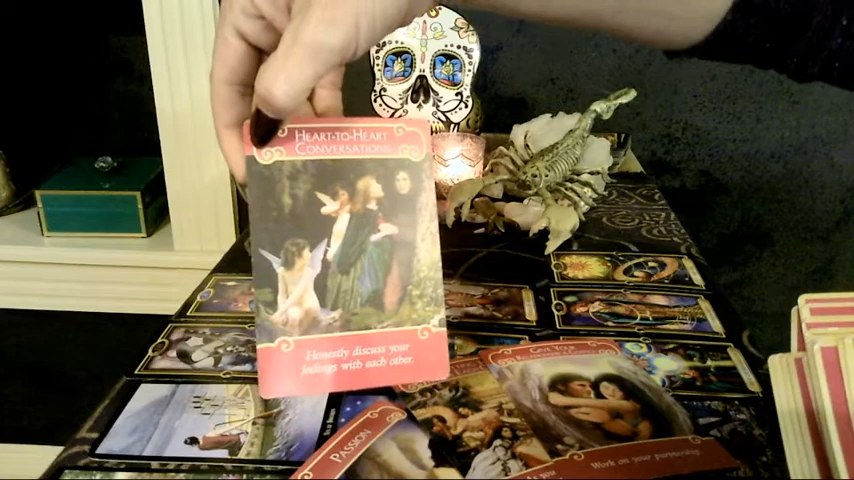 HEART-TO-HEART
CONVERSATIONS
Honestly discuss your
feelings with each other.
PASSION
Work on your partnership